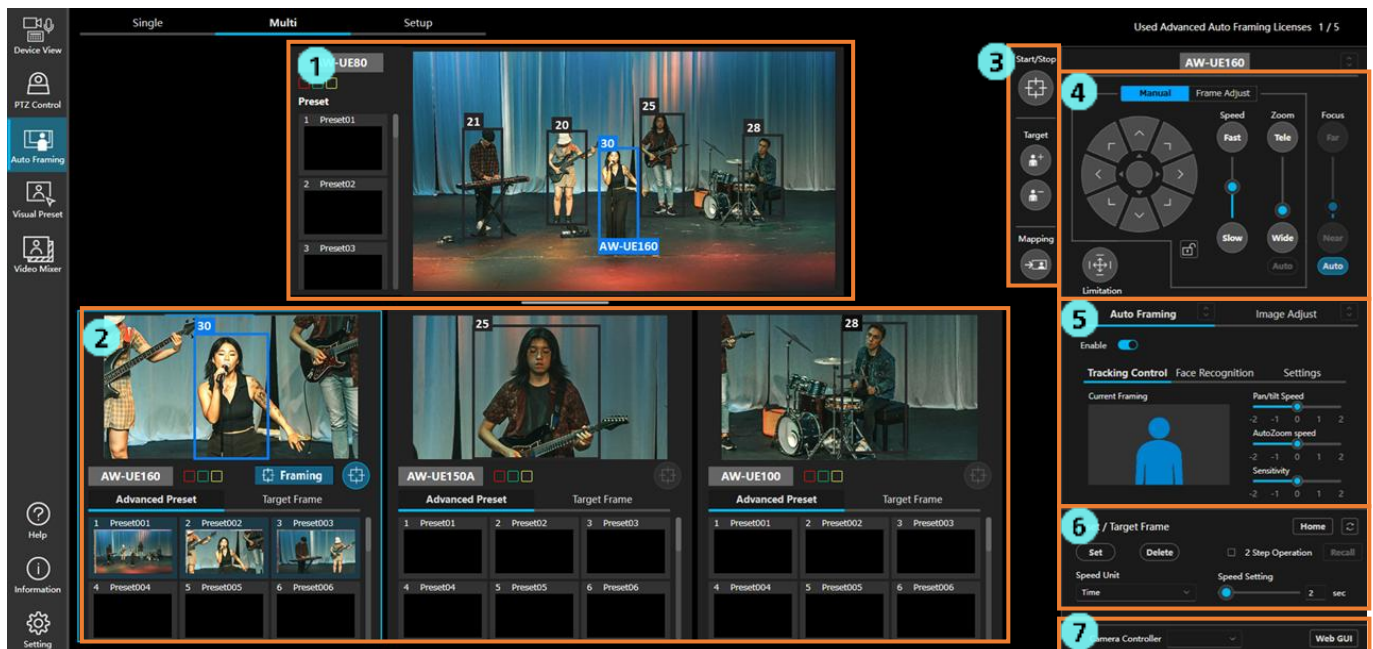 Single Multi Setup
Used Advanced Auto Framing Licenses 1 / 5
Device View
PTZ Control
Auto Framing
Visual Preset
Video Mixer
Help
Information
Setting
1
-UE80
Preset
1 Preset01
2 Preset02
3 Preset03
21
20
30
25
28
AW-UE160
2
30
AW-UE160
Framing
Advanced Preset Target Frame
1 Preset001 2 Preset002 3 Preset003
4 Preset004 5 Preset005 6 Preset006
25
AW-UE150A
Advanced Preset Target Frame
1 Preset01 2 Preset02 3 Preset03
4 Preset04 5 Preset05 6 Preset06
28
AW-UE100
Advanced Preset Target Frame
1 Preset001 2 Preset002 3 Preset003
4 Preset004 5 Preset005 6 Preset006
3
Start/Stop
Target
Mapping
AW-UE160
4
Manual Frame Adjust
Speed Zoom Focus
Fast Tele Far
Slow Wide Near
Auto Auto
Limitation
5
Auto Framing Image Adjust
Enable
Tracking Control Face Recognition Settings
Current Framing
Pan/tilt Speed
-2 -1 0 1 2
AutoZoom speed
-2 -1 0 1 2
Sensitivity
-2 -1 0 1 2
6
/ Target Frame Home
Set Delete 2 Step Operation Recall
Speed Unit Speed Setting
Time 2 sec
7
Camera Controller Web GUI